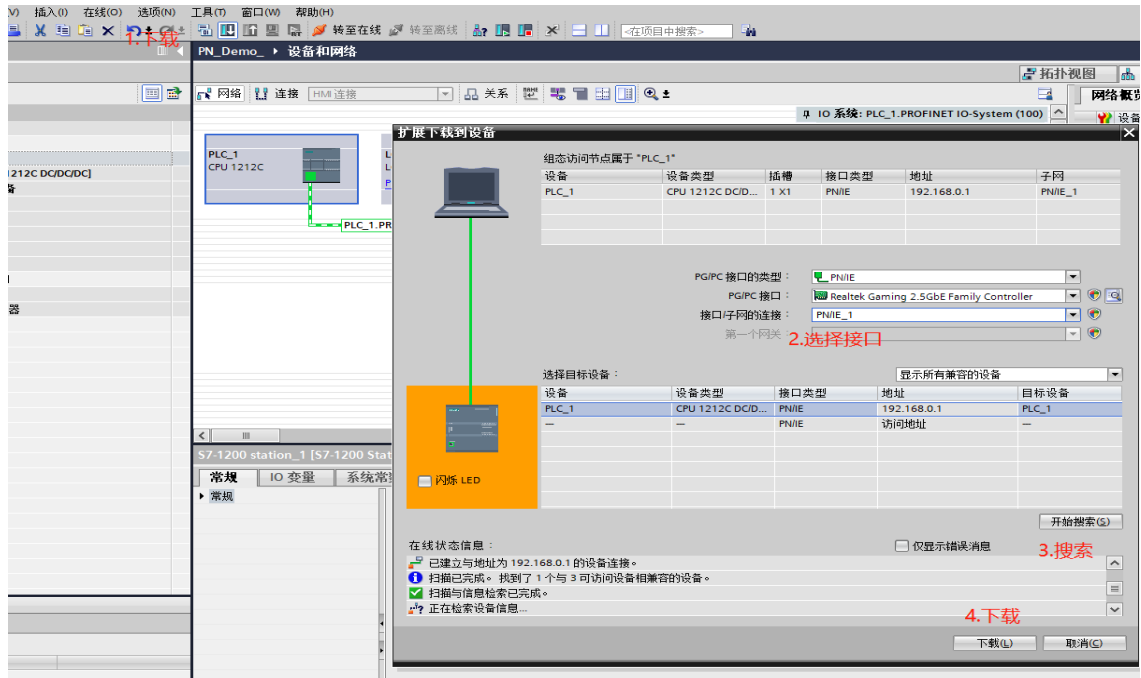 插入(I) 在线(O) 选项(N) 工具(T) 窗口(W) 帮助(H)
转至在线 转至离线 <在项目中搜索>
1.下载
PN_Demo_ 设备和网络
拓扑视图
网络 连接 HMI 连接 关系
网络概览
IO 系统: PLC_1.PROFINET IO-System (100)
设备
PLC_1
CPU 1212C
1212C DC/DC/DC]
备
PLC_1.PR
器
扩展下载到设备
组态访问节点属于 "PLC_1"
设备 设备类型 插槽 接口类型 地址 子网
PLC_1 CPU 1212C DC/D... 1 X1 PN/IE 192.168.0.1 PN/IE_1
PG/PC 接口的类型: PN/IE
PG/PC 接口: Realtek Gaming 2.5GbE Family Controller
接口/子网的连接: PN/IE_1
第一个网关:
2.选择接口
选择目标设备: 显示所有兼容的设备
设备 设备类型 接口类型 地址 目标设备
PLC_1 CPU 1212C DC/D... PN/IE 192.168.0.1 PLC_1
— — PN/IE 访问地址 —
闪烁 LED
开始搜索(S)
3.搜索
在线状态信息: 仅显示错误消息
已建立与地址为 192.168.0.1 的设备连接。
扫描已完成。找到了 1 个与 3 可访问设备相兼容的设备。
扫描与信息检索已完成。
正在检索设备信息...
4.下载
下载(L) 取消(C)
S7-1200 station_1 [S7-1200 Stat
常规 IO 变量 系统常
常规